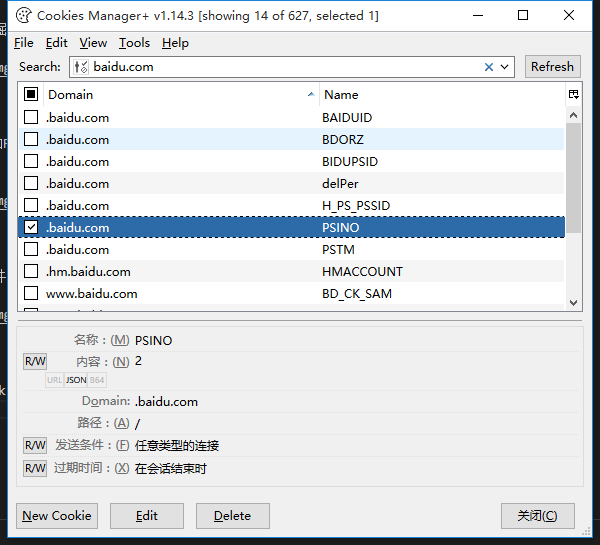 Cookies Manager+ v1.14.3 [showing 14 of 627, selected 1]
File Edit View Tools Help
Search: baidu.com Refresh
Domain Name
.baidu.com BAIDUID
.baidu.com BDORZ
.baidu.com BIDUPSID
.baidu.com delPer
.baidu.com H_PS_PSSID
.baidu.com PSINO
.baidu.com PSTM
.hm.baidu.com HMACCOUNT
www.baidu.com BD_CK_SAM
名称：(M) PSINO
R/W 内容：(N) 2
URL JSON B64
Domain: .baidu.com
路径：(A) /
R/W 发送条件：(F) 任意类型的连接
R/W 过期时间：(X) 在会话结束时
New Cookie Edit Delete 关闭(C)